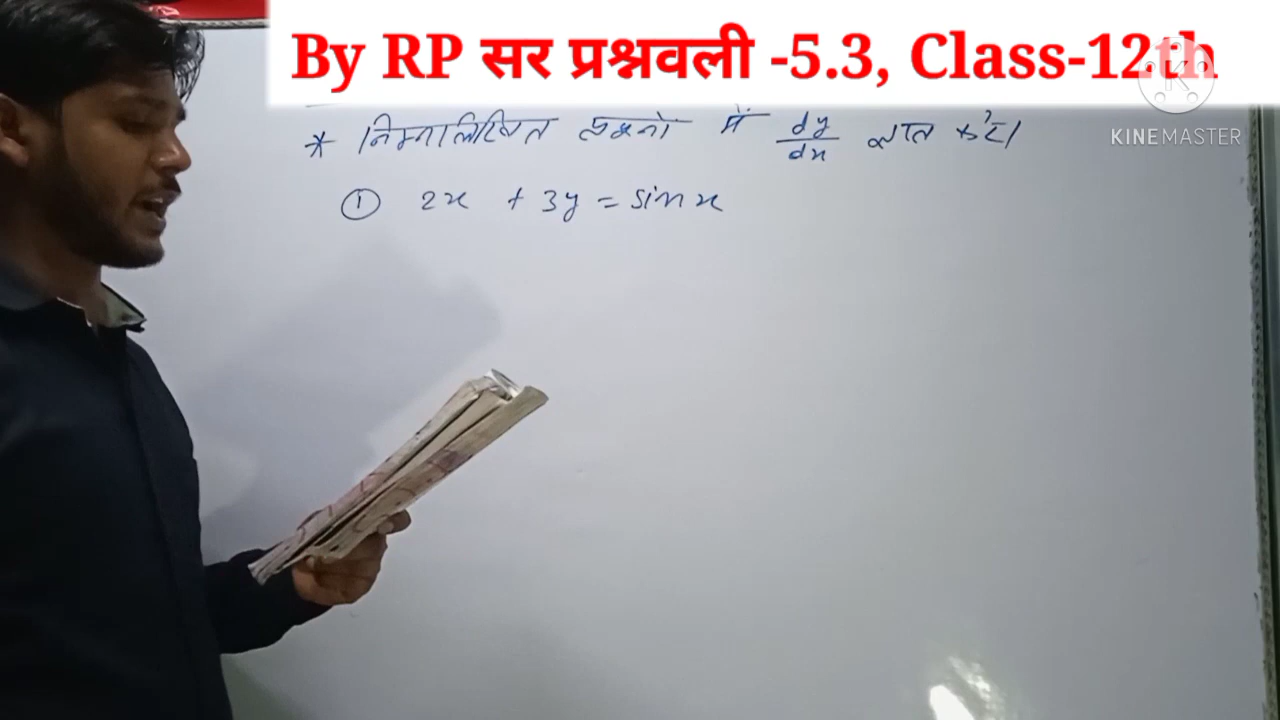 By RP सर प्रश्नवली -5.3, Class-12th
K
KINEMASTER
* निम्नलिखित प्रश्नों में dy/dx ज्ञात करें।
① 2x + 3y = sin x